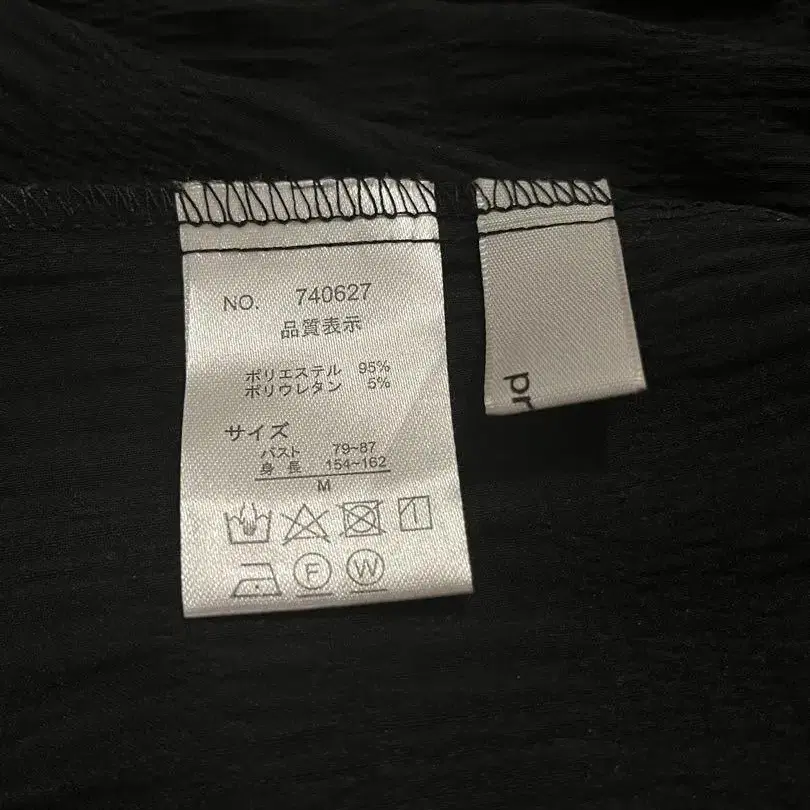 NO. 740627
品質表示
ポリエステル 95%
ポリウレタン 5%
サイズ
バスト 79~87
身 長 154~162
M
F W
pr